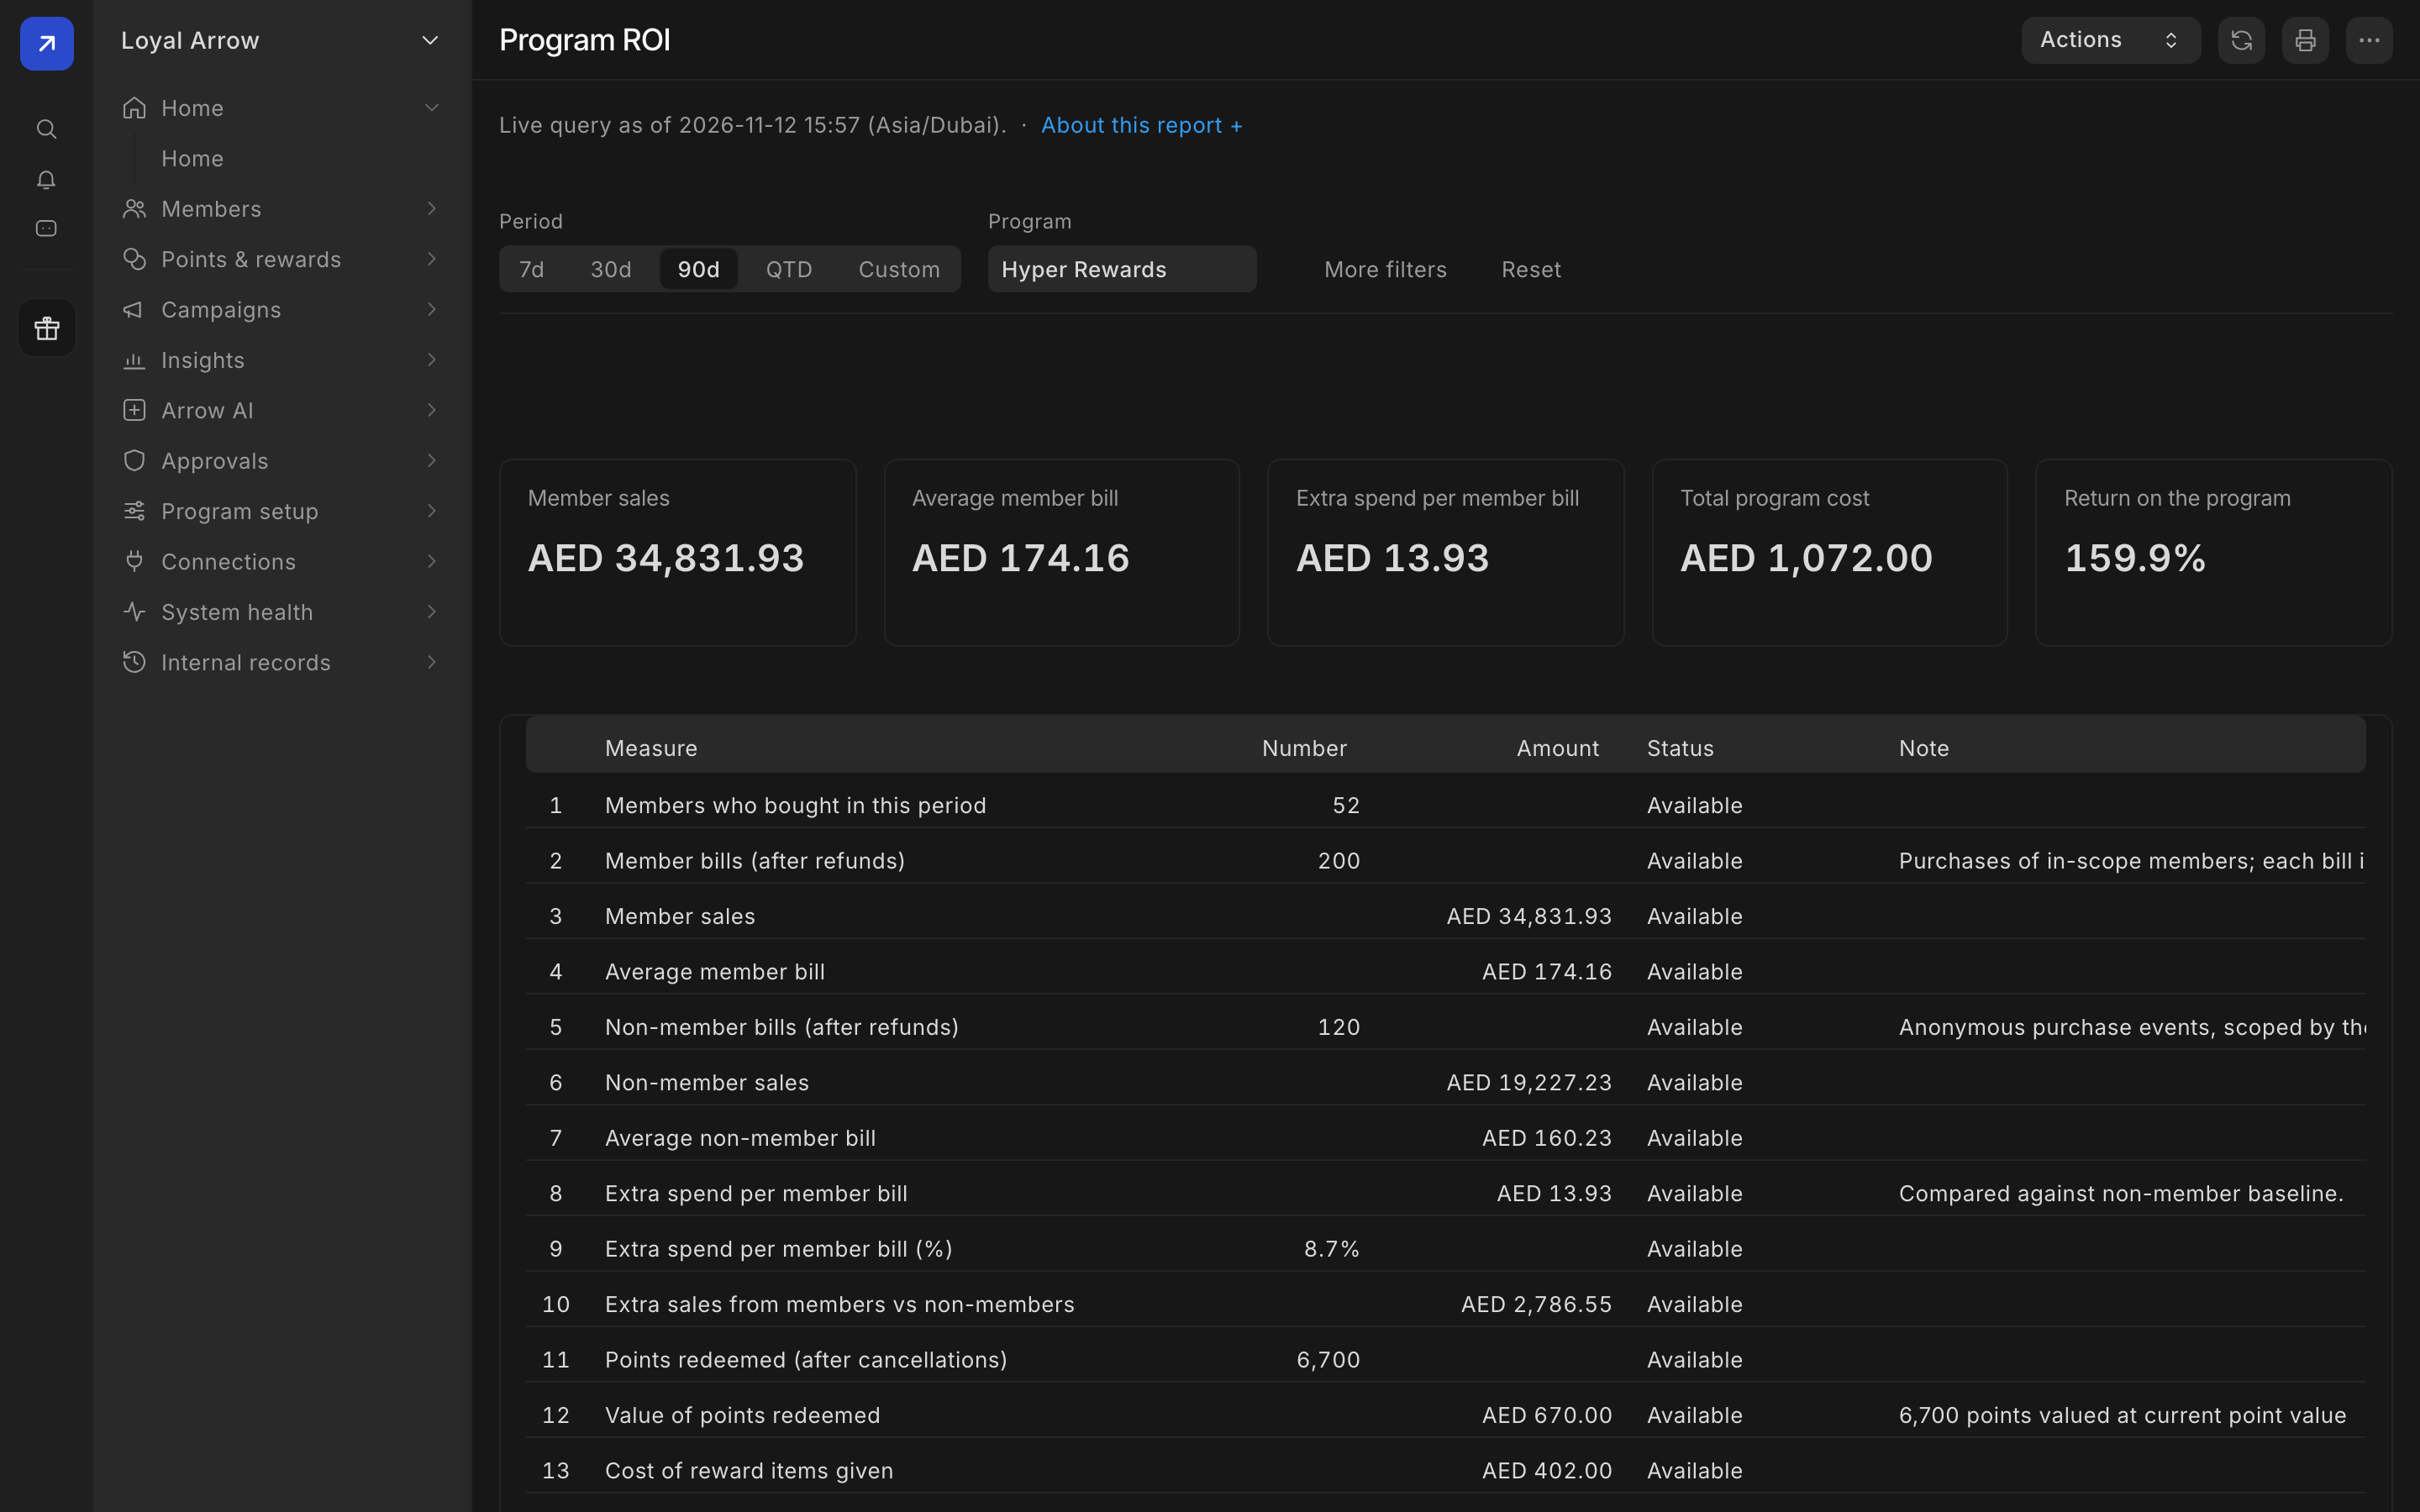 Loyal Arrow
Home
Home
Members
Points & rewards
Campaigns
Insights
Arrow AI
Approvals
Program setup
Connections
System health
Internal records
Program ROI
Actions
Live query as of 2026-11-12 15:57 (Asia/Dubai). · About this report +
Period
7d 30d 90d QTD Custom
Program
Hyper Rewards
More filters Reset
Member sales
AED 34,831.93
Average member bill
AED 174.16
Extra spend per member bill
AED 13.93
Total program cost
AED 1,072.00
Return on the program
159.9%
Measure Number Amount Status Note
1 Members who bought in this period 52 Available
2 Member bills (after refunds) 200 Available Purchases of in-scope members; each bill i
3 Member sales AED 34,831.93 Available
4 Average member bill AED 174.16 Available
5 Non-member bills (after refunds) 120 Available Anonymous purchase events, scoped by the
6 Non-member sales AED 19,227.23 Available
7 Average non-member bill AED 160.23 Available
8 Extra spend per member bill AED 13.93 Available Compared against non-member baseline.
9 Extra spend per member bill (%) 8.7% Available
10 Extra sales from members vs non-members AED 2,786.55 Available
11 Points redeemed (after cancellations) 6,700 Available
12 Value of points redeemed AED 670.00 Available 6,700 points valued at current point value
13 Cost of reward items given AED 402.00 Available